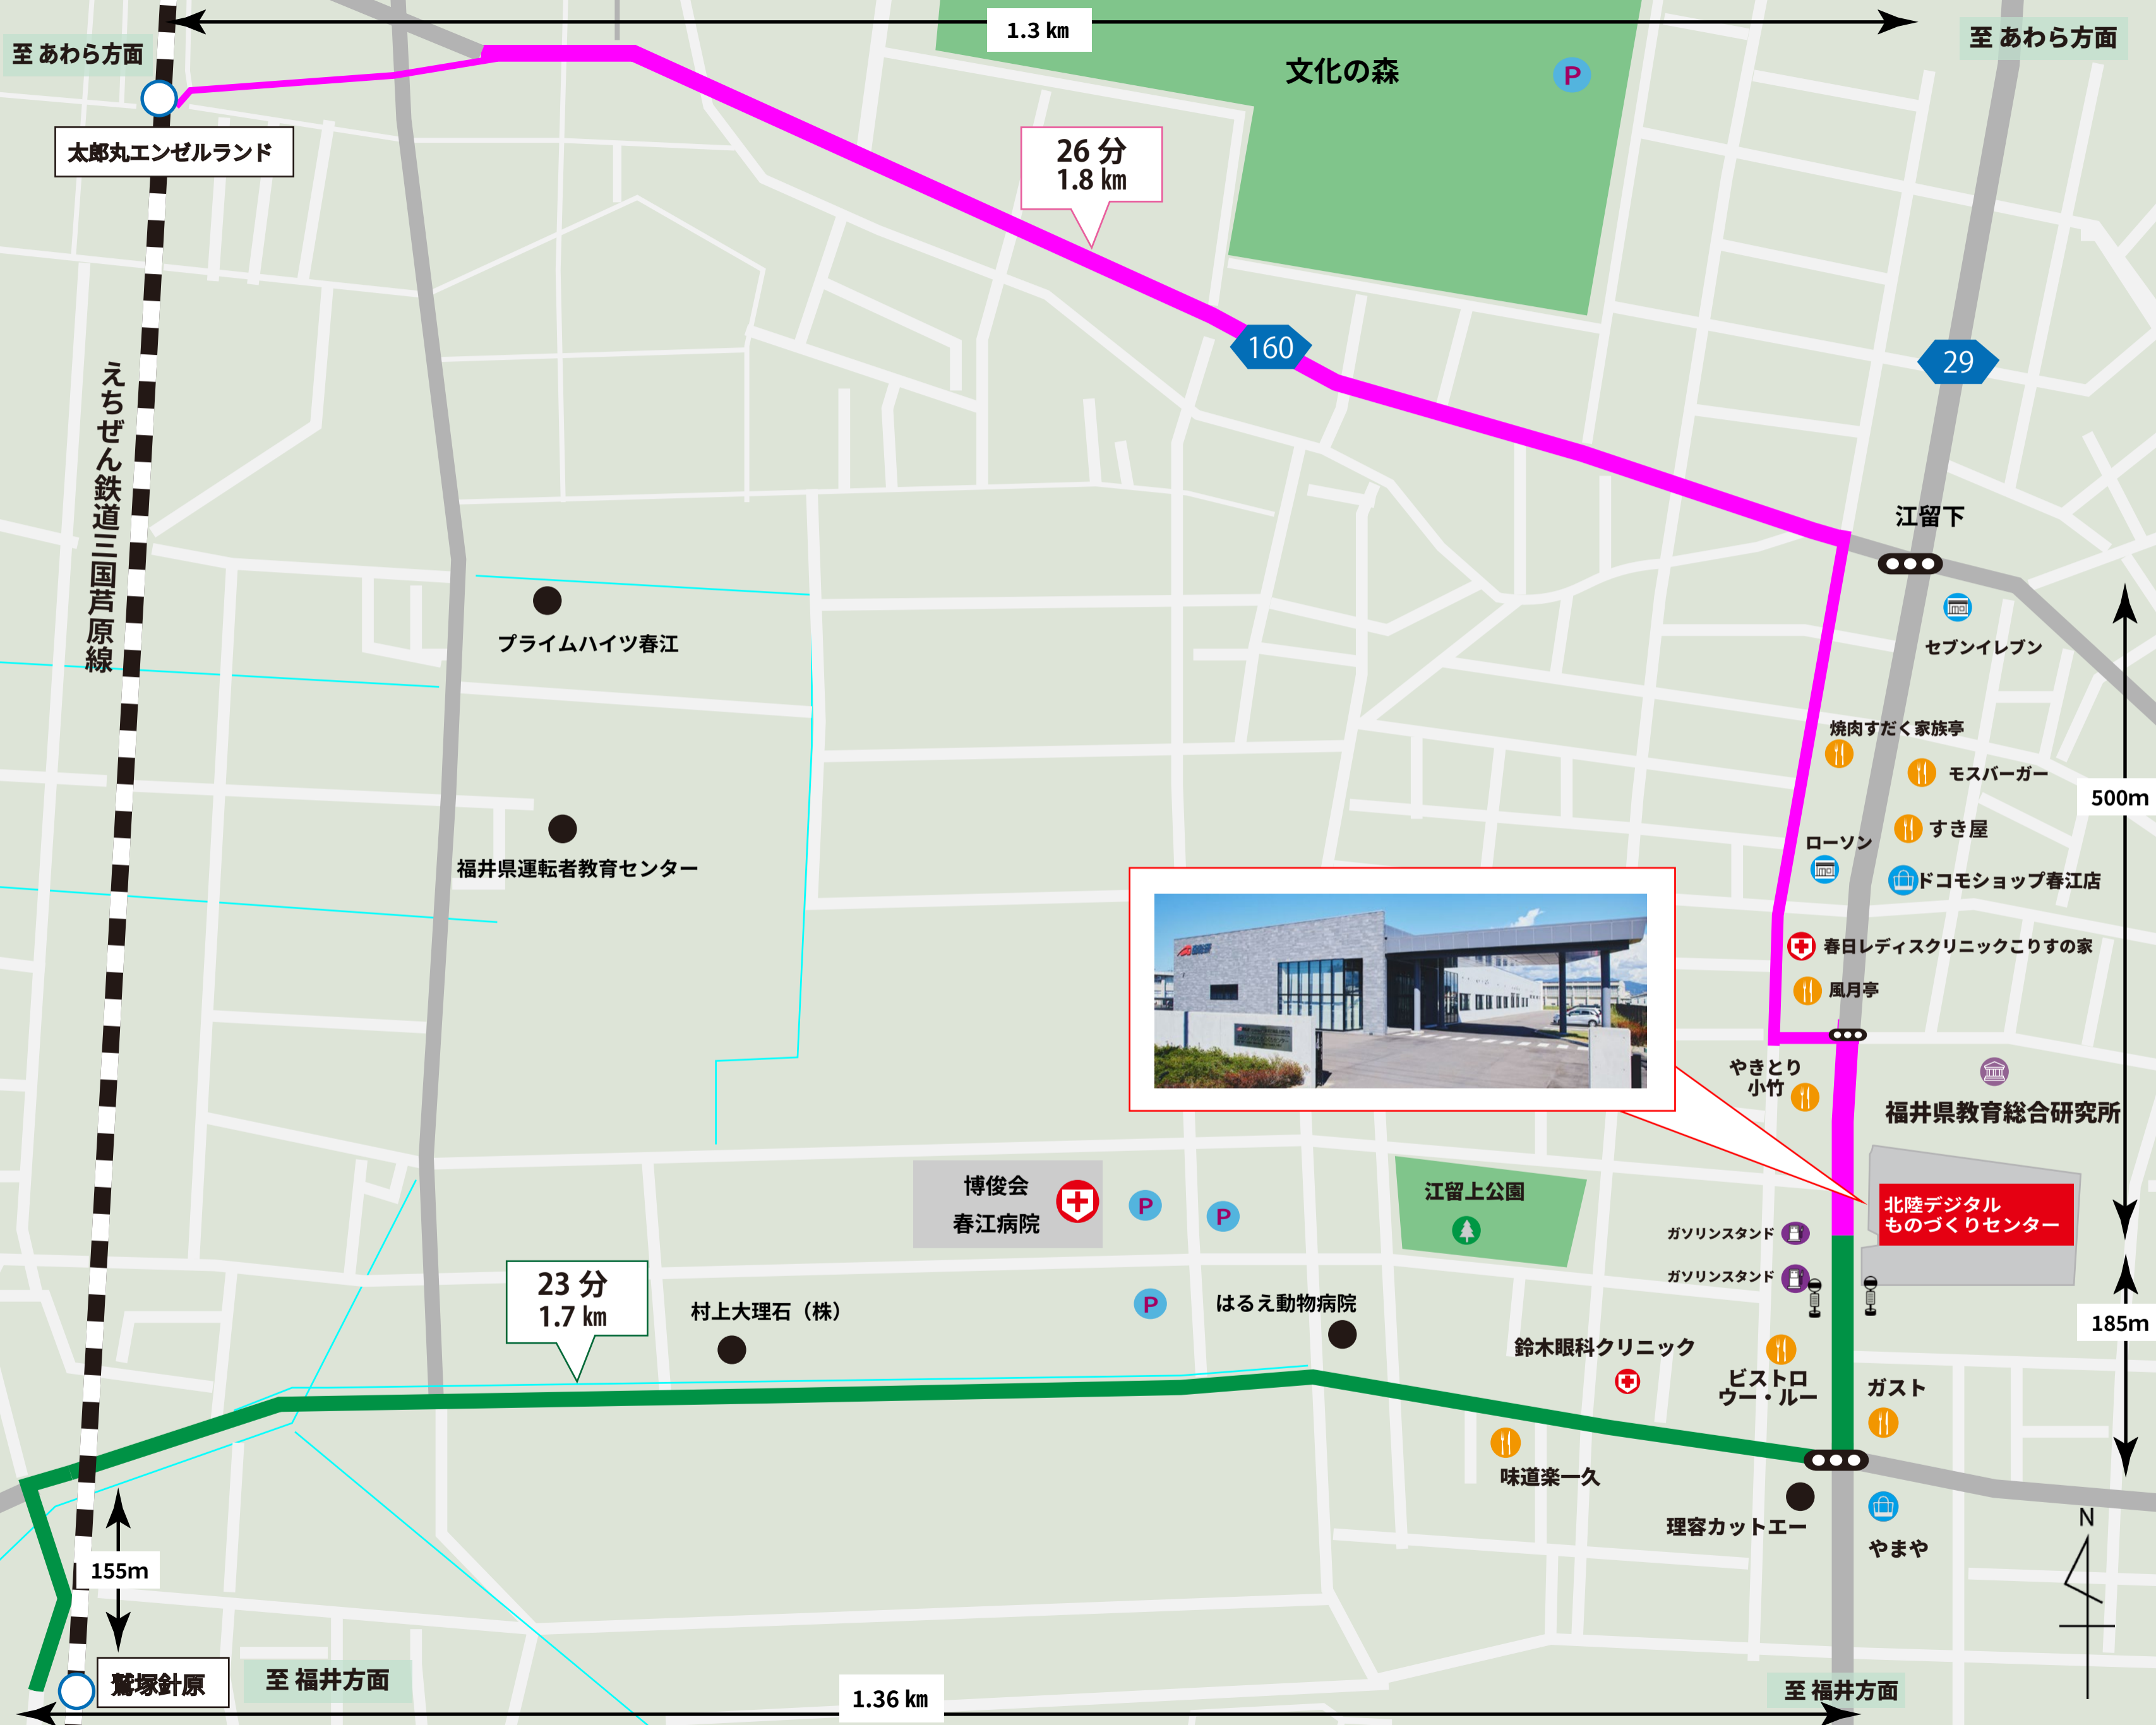 1.3 km
至 あわら方面
至 あわら方面
文化の森
P
太郎丸エンゼルランド
26 分
1.8 km
160
29
えちぜん鉄道三国芦原線
江留下
セブンイレブン
プライムハイツ春江
焼肉すだく家族亭
モスバーガー
500m
すき屋
ローソン
福井県運転者教育センター
ドコモショップ春江店
春日レディスクリニックこりすの家
風月亭
やきとり
小竹
福井県教育総合研究所
博俊会
春江病院
P
P
江留上公園
北陸デジタル
ものづくりセンター
ガソリンスタンド
ガソリンスタンド
23 分
1.7 km
村上大理石（株）
P
はるえ動物病院
185m
鈴木眼科クリニック
ビストロ
ウー・ルー
ガスト
味道楽一久
理容カットエー
やまや
N
155m
鷲塚針原
至 福井方面
1.36 km
至 福井方面